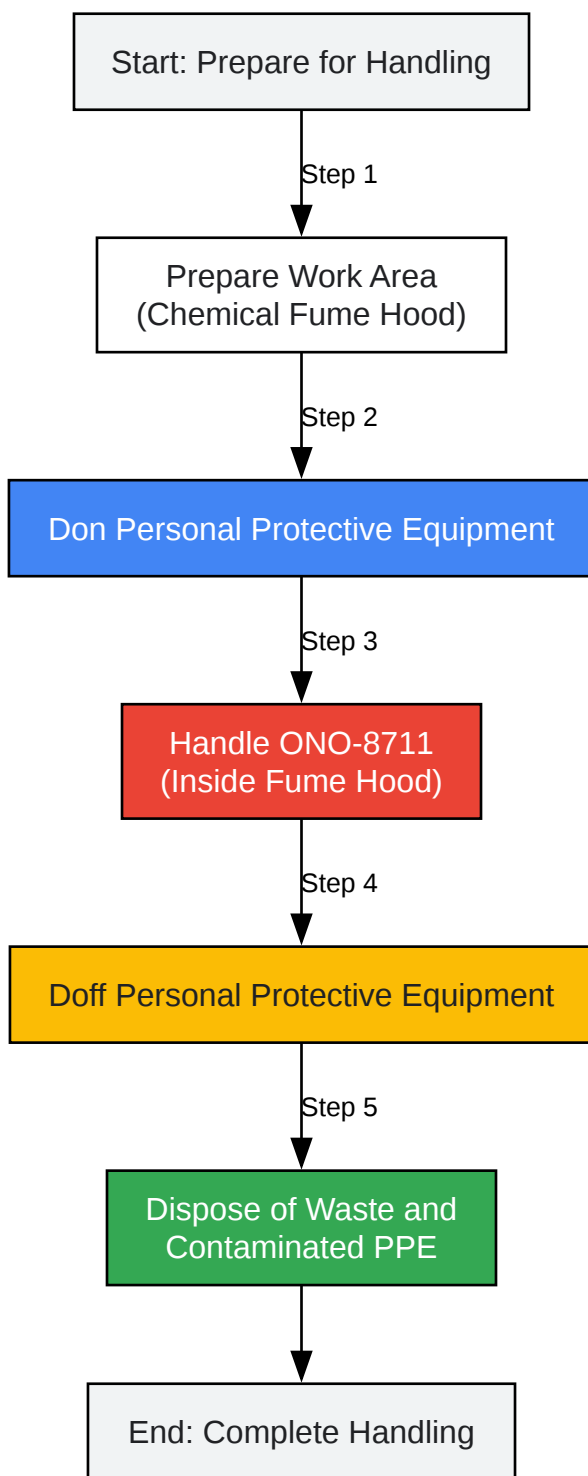 Start: Prepare for Handling
Step 1
Prepare Work Area
(Chemical Fume Hood)
Step 2
Don Personal Protective Equipment
Step 3
Handle ONO-8711
(Inside Fume Hood)
Step 4
Doff Personal Protective Equipment
Step 5
Dispose of Waste and
Contaminated PPE
End: Complete Handling